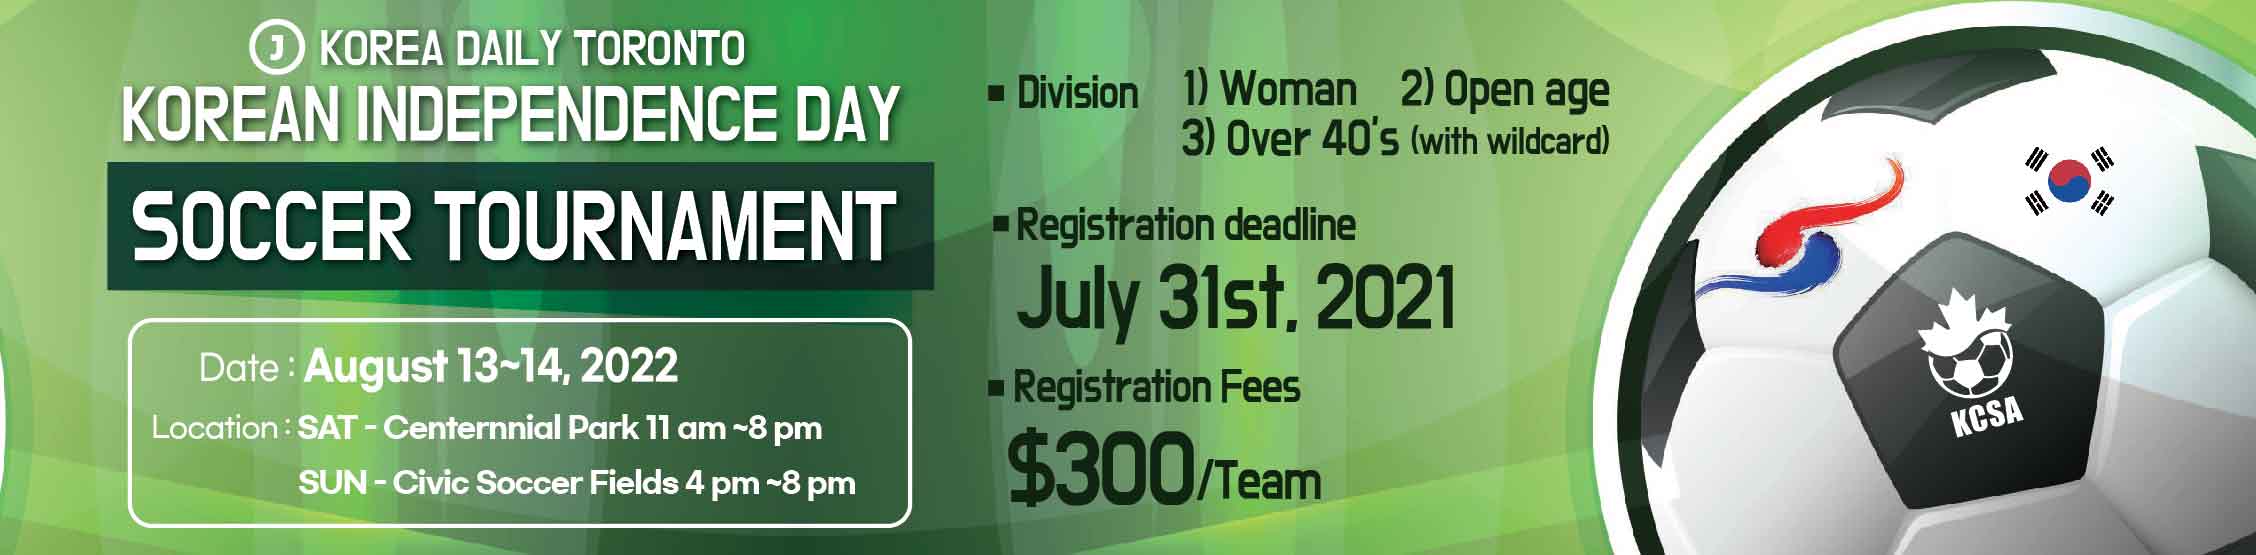 J KOREA DAILY TORONTO
KOREAN INDEPENDENCE DAY
SOCCER TOURNAMENT
Date : August 13~14, 2022
Location : SAT - Centernnial Park 11 am ~8 pm
SUN - Civic Soccer Fields 4 pm ~8 pm
▪ Division 1) Woman 2) Open age
3) Over 40's (with wildcard)
▪ Registration deadline
July 31st, 2021
▪ Registration Fees
$300/Team
KCSA